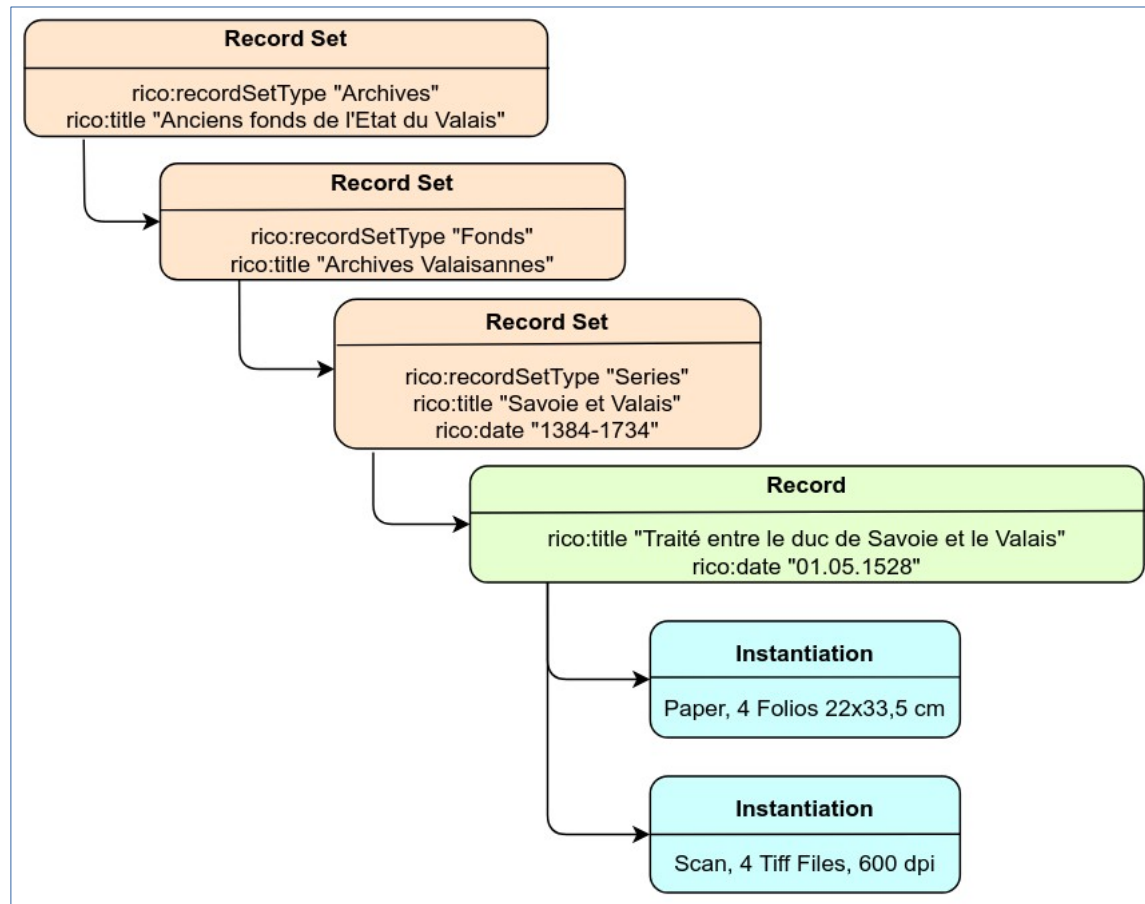 Record Set
rico:recordSetType "Archives"
rico:title "Anciens fonds de l'Etat du Valais"
Record Set
rico:recordSetType "Fonds"
rico:title "Archives Valaisannes"
Record Set
rico:recordSetType "Series"
rico:title "Savoie et Valais"
rico:date "1384-1734"
Record
rico:title "Traité entre le duc de Savoie et le Valais"
rico:date "01.05.1528"
Instantiation
Paper, 4 Folios 22x33,5 cm
Instantiation
Scan, 4 Tiff Files, 600 dpi